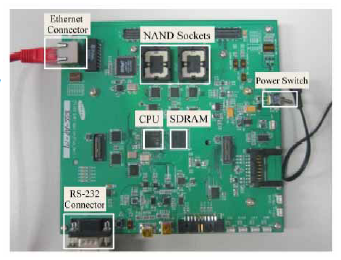 Ethernet
Connector
NAND Sockets
Power Switch
CPU
SDRAM
RS-232
Connector